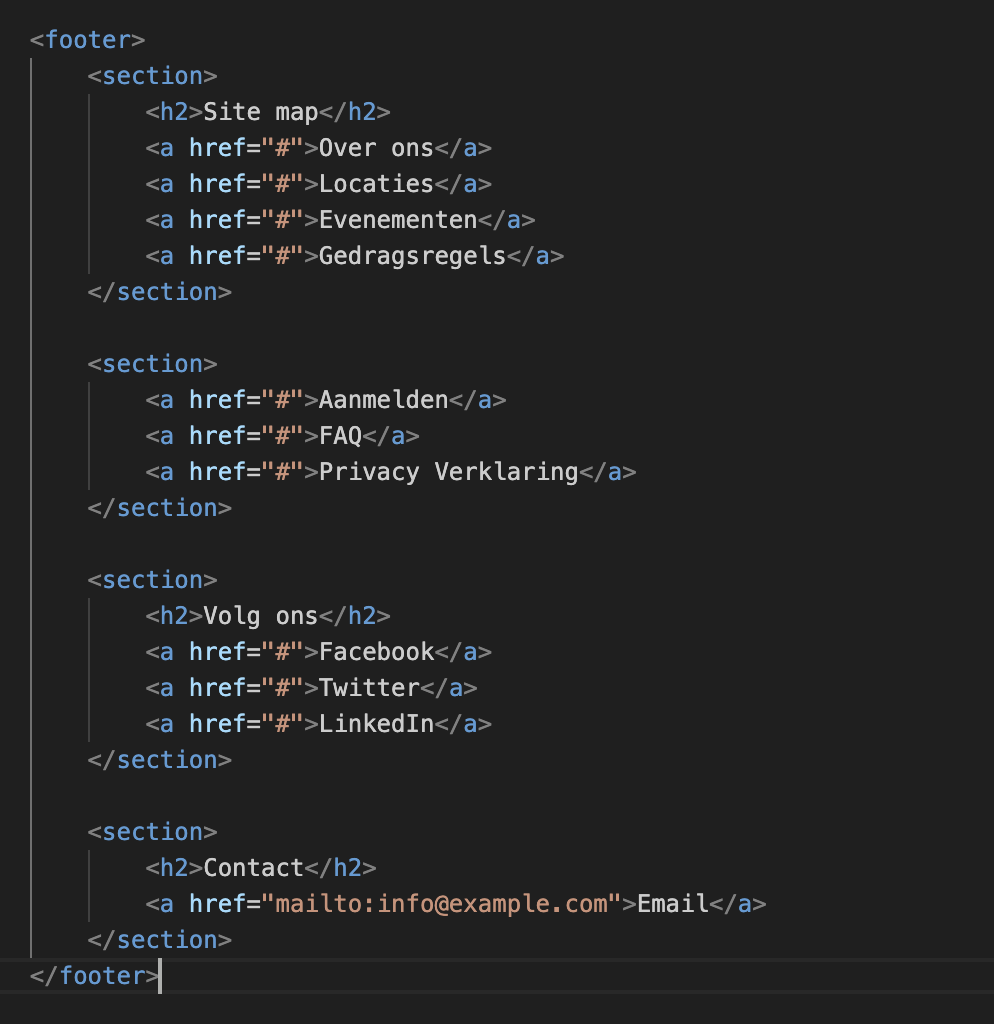 <footer>
    <section>
        <h2>Site map</h2>
        <a href="#">Over ons</a>
        <a href="#">Locaties</a>
        <a href="#">Evenementen</a>
        <a href="#">Gedragsregels</a>
    </section>

    <section>
        <a href="#">Aanmelden</a>
        <a href="#">FAQ</a>
        <a href="#">Privacy Verklaring</a>
    </section>

    <section>
        <h2>Volg ons</h2>
        <a href="#">Facebook</a>
        <a href="#">Twitter</a>
        <a href="#">LinkedIn</a>
    </section>

    <section>
        <h2>Contact</h2>
        <a href="mailto:info@example.com">Email</a>
    </section>
</footer>